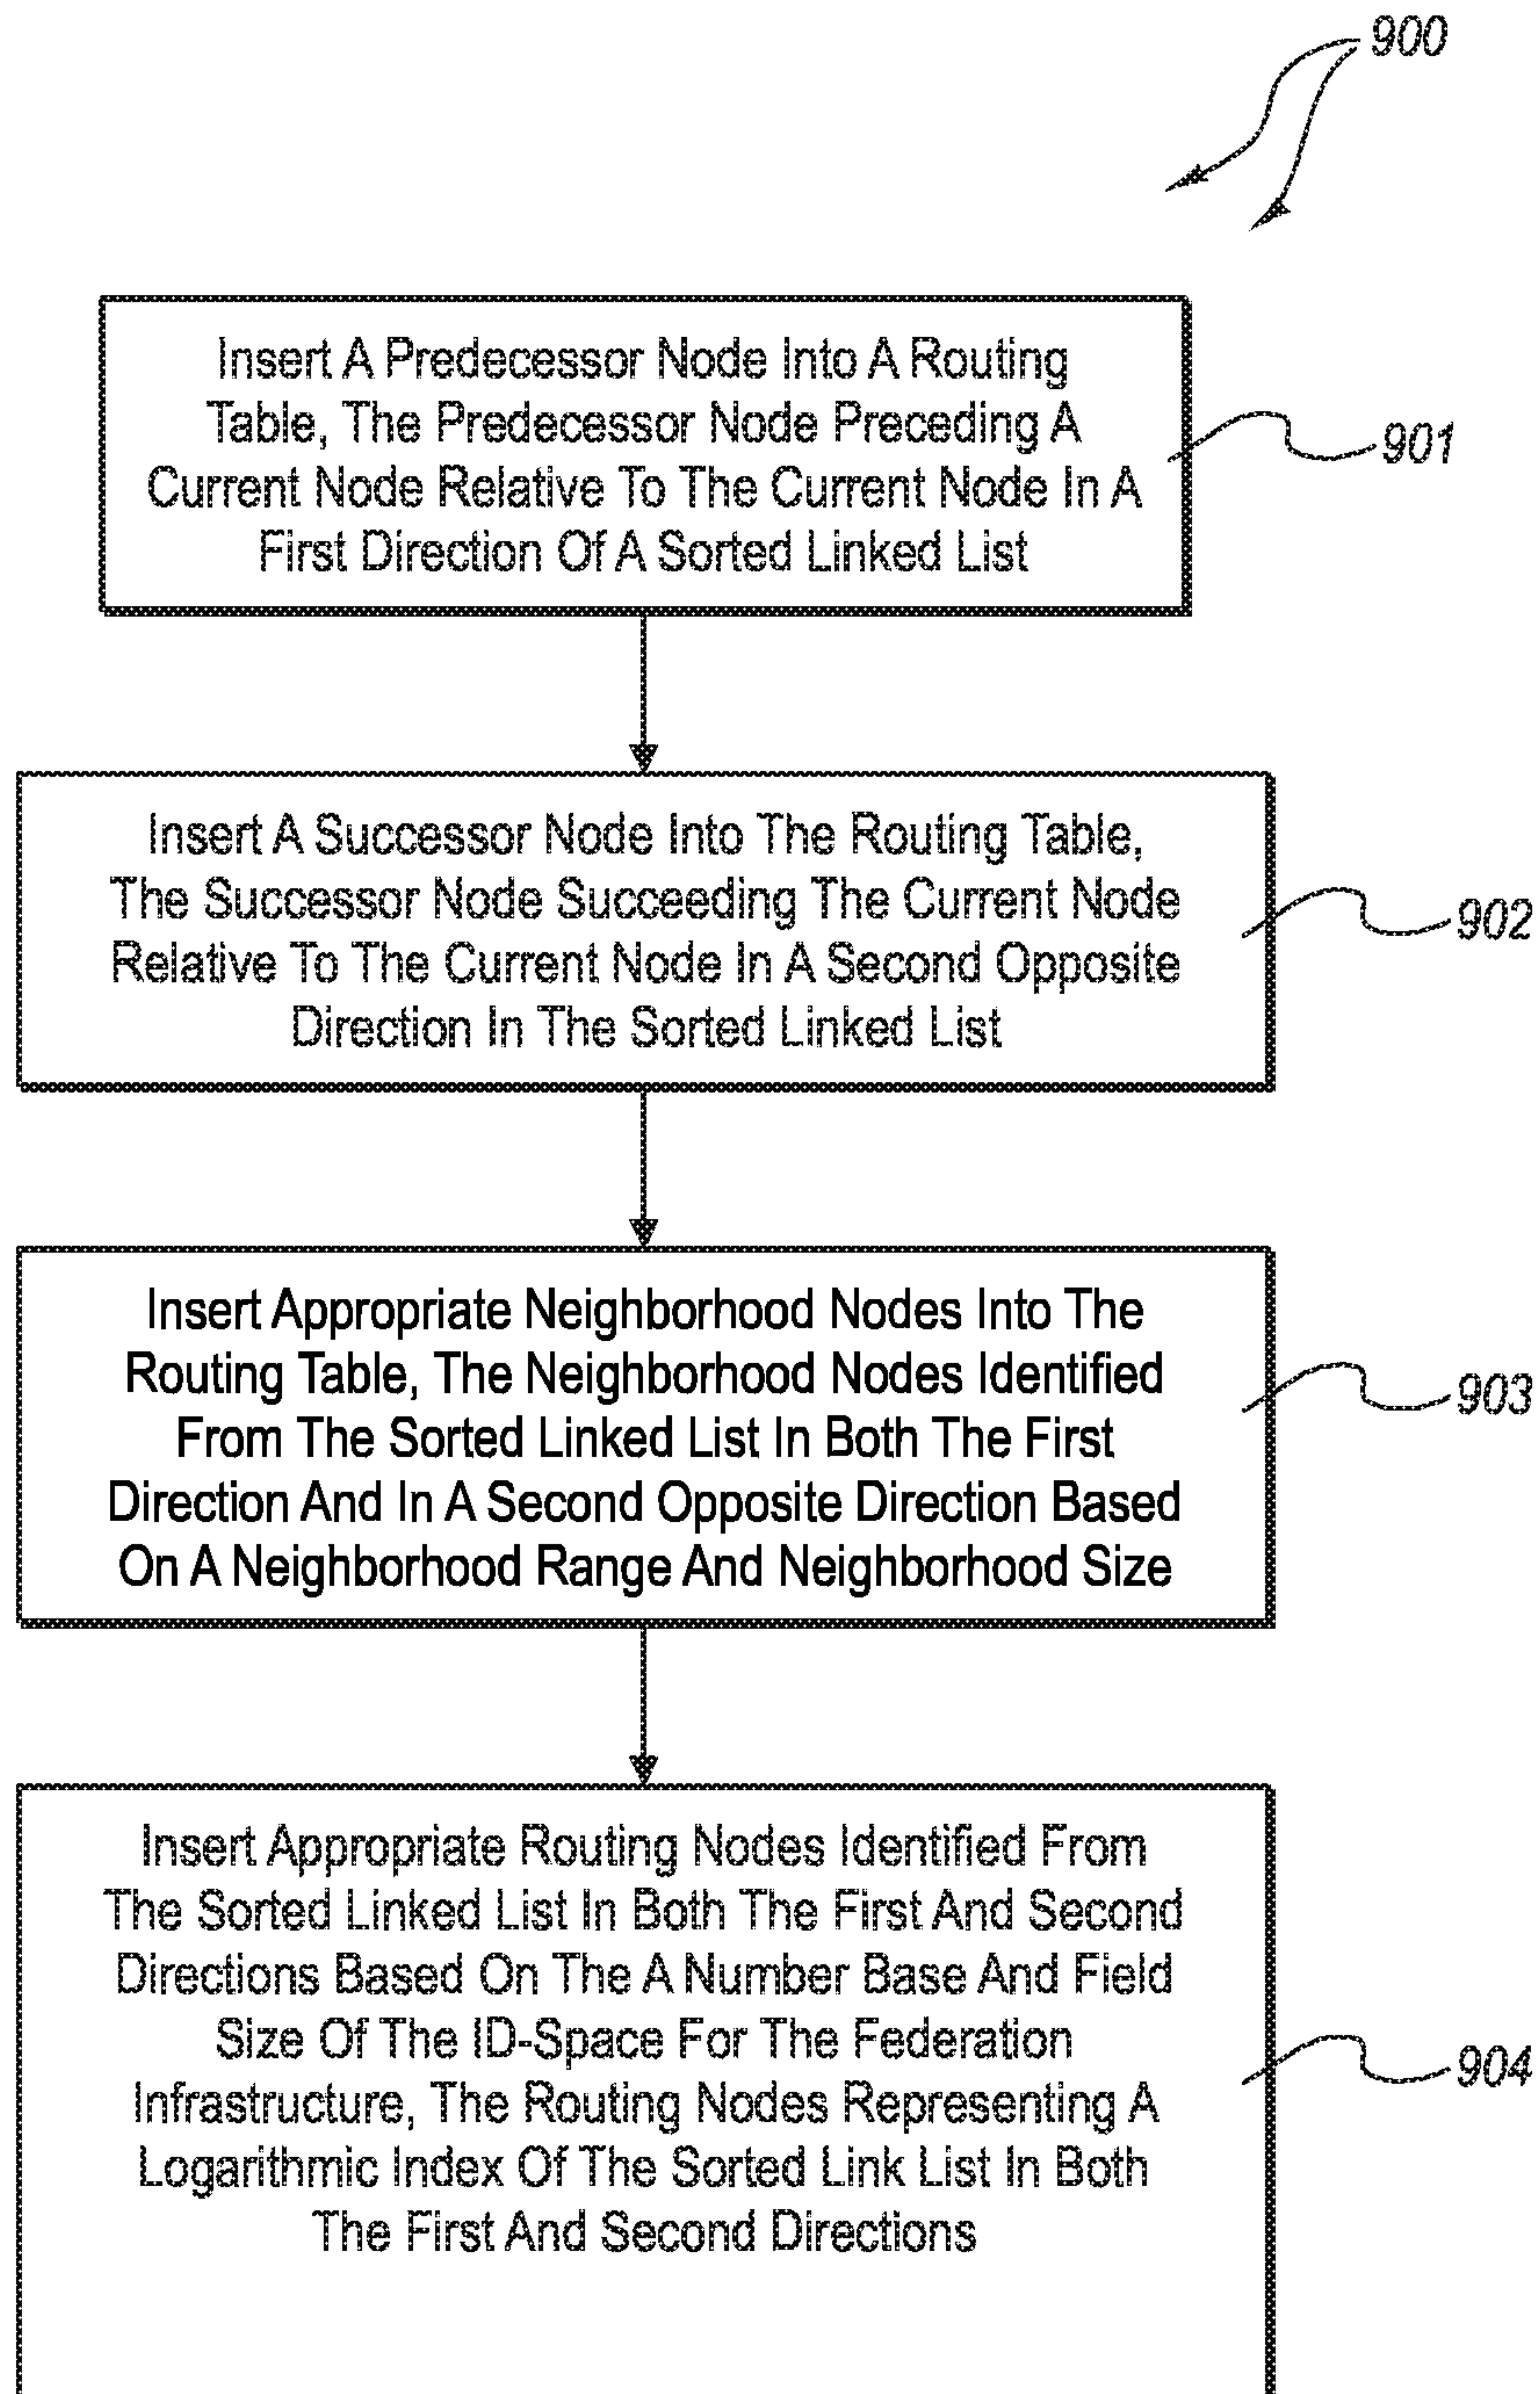 900
Insert A Predecessor Node Into A Routing
Table, The Predecessor Node Preceding A
Current Node Relative To The Current Node In A
First Direction Of A Sorted Linked List
901
Insert A Successor Node Into The Routing Table,
The Successor Node Succeeding The Current Node
Relative To The Current Node In A Second Opposite
Direction In The Sorted Linked List
902
Insert Appropriate Neighborhood Nodes Into The
Routing Table, The Neighborhood Nodes Identified
From The Sorted Linked List In Both The First
Direction And In A Second Opposite Direction Based
On A Neighborhood Range And Neighborhood Size
903
Insert Appropriate Routing Nodes Identified From
The Sorted Linked List In Both The First And Second
Directions Based On The A Number Base And Field
Size Of The ID-Space For The Federation
Infrastructure, The Routing Nodes Representing A
Logarithmic Index Of The Sorted Link List In Both
The First And Second Directions
904